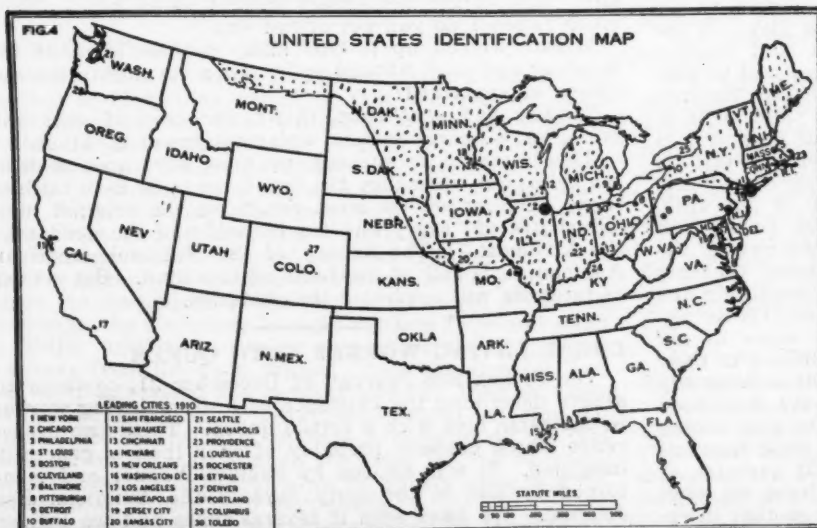 FIG.4
UNITED STATES IDENTIFICATION MAP
WASH.
OREG.
IDAHO
MONT.
N. DAK.
S. DAK.
WYO.
NEBR.
NEV
UTAH
COLO.
CAL
ARIZ.
N. MEX.
KANS.
OKLA
TEX.
MINN.
IOWA.
MO.
ARK.
LA.
WIS.
ILL.
MICH.
IND.
OHIO
KY
TENN.
MISS.
ALA.
GA.
FLA.
S.C
N.C.
VA.
W. VA.
PA.
N.Y.
ME.
VT.
MASS
R.I.
N.J.
DEL.
MD.
LEADING CITIES, 1910
1 NEW YORK
2 CHICAGO
3 PHILADELPHIA
4 ST LOUIS
5 BOSTON
6 CLEVELAND
7 BALTIMORE
8 PITTSBURGH
9 DETROIT
10 BUFFALO
11 SAN FRANCISCO
12 MILWAUKEE
13 CINCINNATI
14 NEWARK
15 NEW ORLEANS
16 WASHINGTON D C
17 LOS ANGELES
18 MINNEAPOLIS
19 JERSEY CITY
20 KANSAS CITY
21 SEATTLE
22 INDIANAPOLIS
23 PROVIDENCE
24 LOUISVILLE
25 ROCHESTER
26 ST PAUL
27 DENVER
28 PORTLAND
29 COLUMBUS
30 TOLEDO
STATUTE MILES